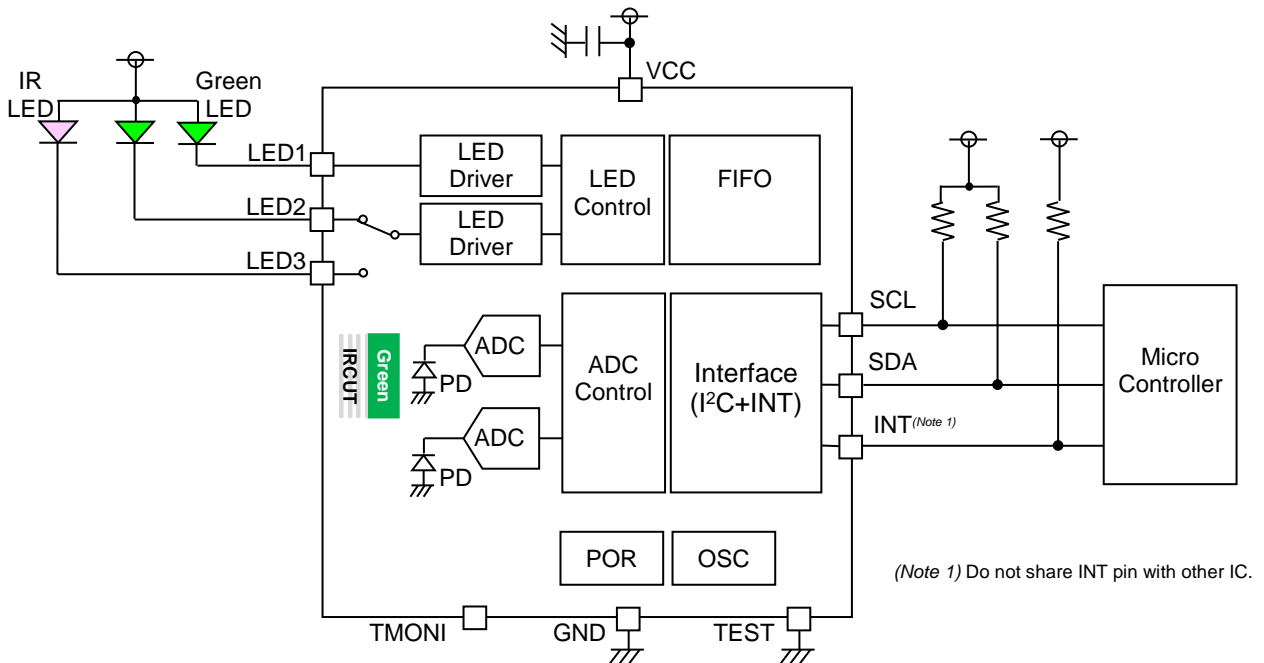 VCC
IR
LED
Green
LED
LED1
LED2
LED3
LED
Driver
LED
Driver
LED
Control
FIFO
IRCUT
Green
PD
ADC
PD
ADC
ADC
Control
Interface
(I²C+INT)
SCL
SDA
INT(Note 1)
Micro
Controller
POR
OSC
(Note 1) Do not share INT pin with other IC.
TMONI
GND
TEST